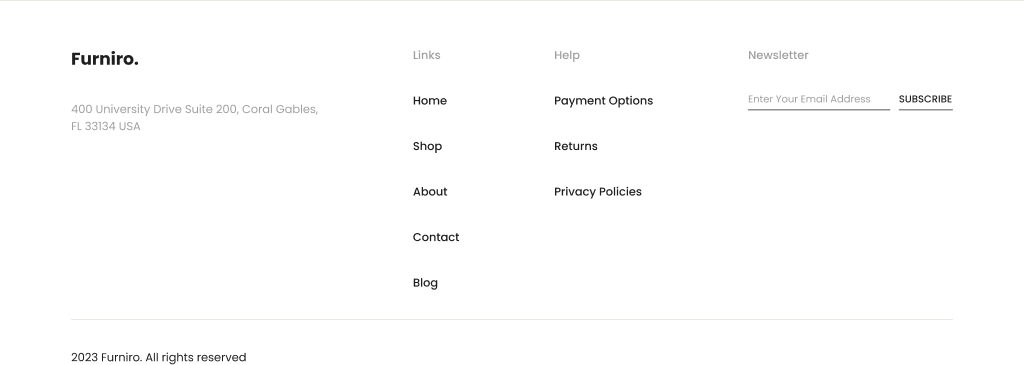 Furniro.
400 University Drive Suite 200, Coral Gables,
FL 33134 USA
Links
Home
Shop
About
Contact
Blog
Help
Payment Options
Returns
Privacy Policies
Newsletter
Enter Your Email Address
SUBSCRIBE
2023 Furniro. All rights reserved